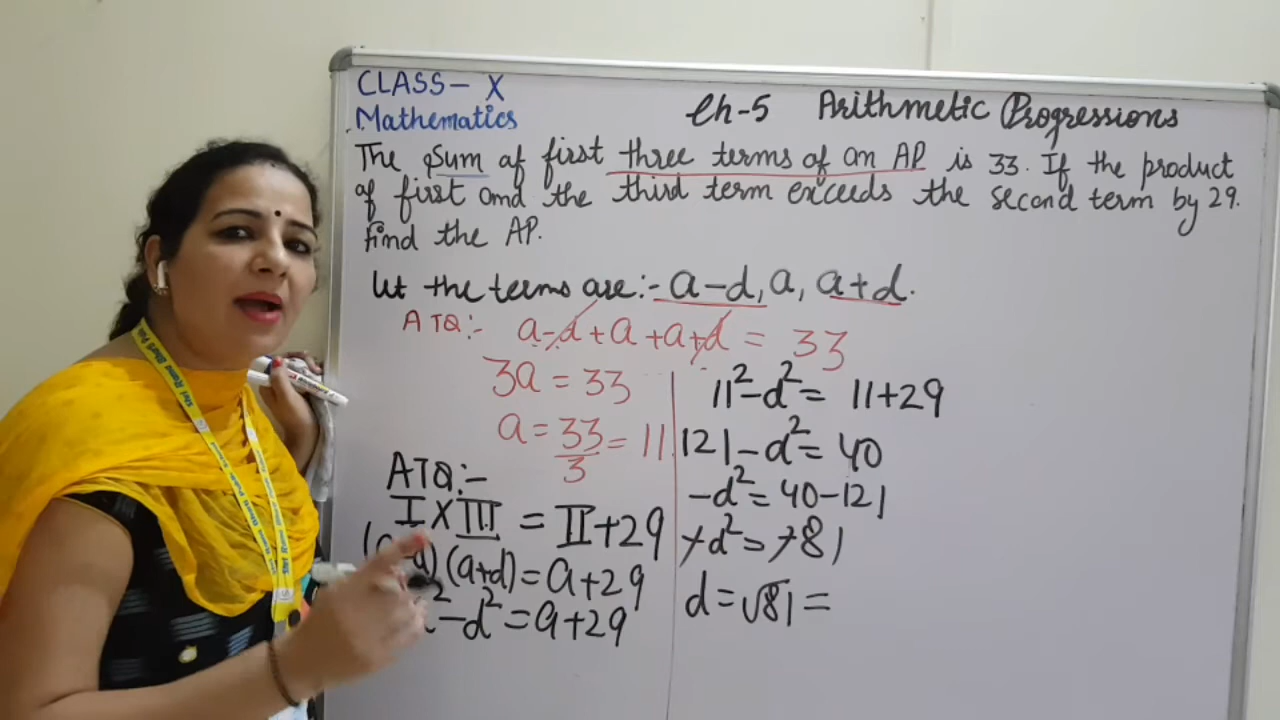 CLASS- X
Mathematics
Ch-5 Arithmetic Progressions
The Sum of first three terms of an AP is 33. If the product
of first and the third term exceeds the second term by 29.
find the AP.
let the terms are:- a-d, a, a+d.
ATQ:- a-d+a+a+d = 33
3a = 33
a = 33/3 = 11
ATQ:-
I X III = II+29
(a-d)(a+d) = a+29
a²-d² = a+29
11²-d² = 11+29
121-d² = 40
-d² = 40-121
-d² = -81
d = √81 =